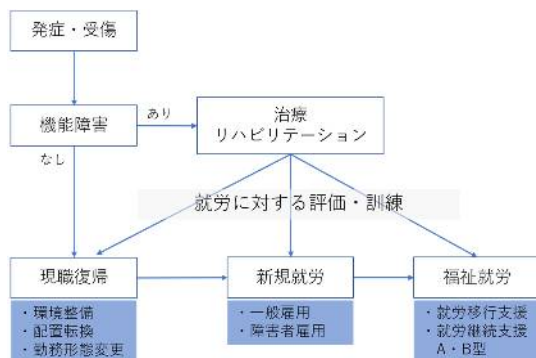 発症・受傷
機能障害
あり
治療
リハビリテーション
なし
就労に対する評価・訓練
現職復帰
新規就労
福祉就労
・環境整備
・配置転換
・勤務形態変更
・一般雇用
・障害者雇用
・就労移行支援
・就労継続支援
A・B型